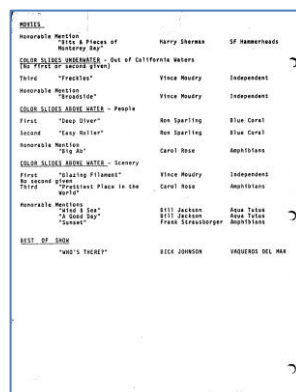 MOVIES
Honorable Mention
"Bits & Pieces of Monterey Bay" Harry Sherman SF Hammerheads
COLOR SLIDES UNDERWATER - Out of California Waters
(No first or second given)
Third "Freckles" Vince Moudry Independent
Honorable Mention
"Broadside" Vince Moudry Independent
COLOR SLIDES ABOVE WATER - People
First "Deep Diver" Ron Sparling Blue Coral
Second "Easy Roller" Ron Sparling Blue Coral
Honorable Mention
"Big Ab" Carol Rose Amphibians
COLOR SLIDES ABOVE WATER - Scenery
First "Blazing Filament" Vince Moudry Independent
No second given
Third "Prettiest Place in the World" Carol Rose Amphibians
Honorable Mentions
"Wind & Sea" Bill Jackson Aqua Tutus
"A Good Day" Bill Jackson Aqua Tutus
"Sunset" Frank Strausborger Amphibians
BEST OF SHOW
"WHO'S THERE?" DICK JOHNSON VAQUEROS DEL MAR